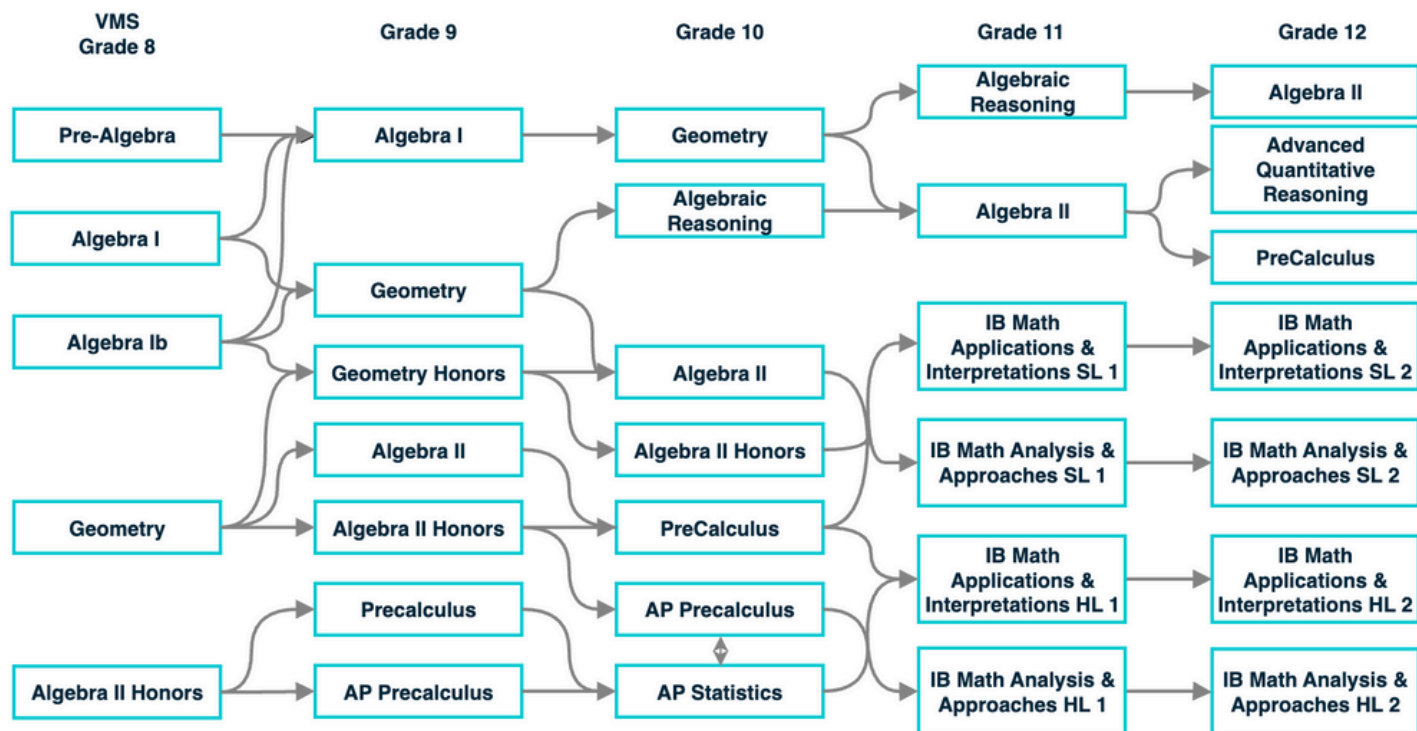 VMS
Grade 8
Grade 9
Grade 10
Grade 11
Grade 12
Pre-Algebra
Algebra I
Algebra Ib
Geometry
Algebra II Honors
Algebra I
Geometry
Geometry Honors
Algebra II
Algebra II Honors
Precalculus
AP Precalculus
Geometry
Algebraic
Reasoning
Algebra II
Algebra II Honors
PreCalculus
AP Precalculus
AP Statistics
Algebraic
Reasoning
Algebra II
IB Math
Applications &
Interpretations SL 1
IB Math Analysis &
Approaches SL 1
IB Math
Applications &
Interpretations HL 1
IB Math Analysis &
Approaches HL 1
Algebra II
Advanced
Quantitative
Reasoning
PreCalculus
IB Math
Applications &
Interpretations SL 2
IB Math Analysis &
Approaches SL 2
IB Math
Applications &
Interpretations HL 2
IB Math Analysis &
Approaches HL 2